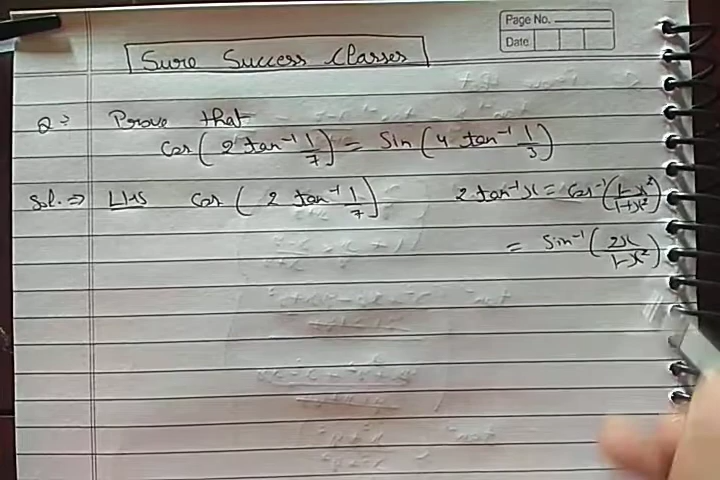 Page No.
Date
Sure Success Classes
Q ⇒ Prove that
Cos ( 2 tan⁻¹ 1/7 ) = Sin ( 4 tan⁻¹ 1/3 )
Sol. ⇒ LHS Cos ( 2 tan⁻¹ 1/7 ) 2 tan⁻¹ x = Cos⁻¹ ( 1-x²/1+x² )
= Sin⁻¹ ( 2x/1-x² )